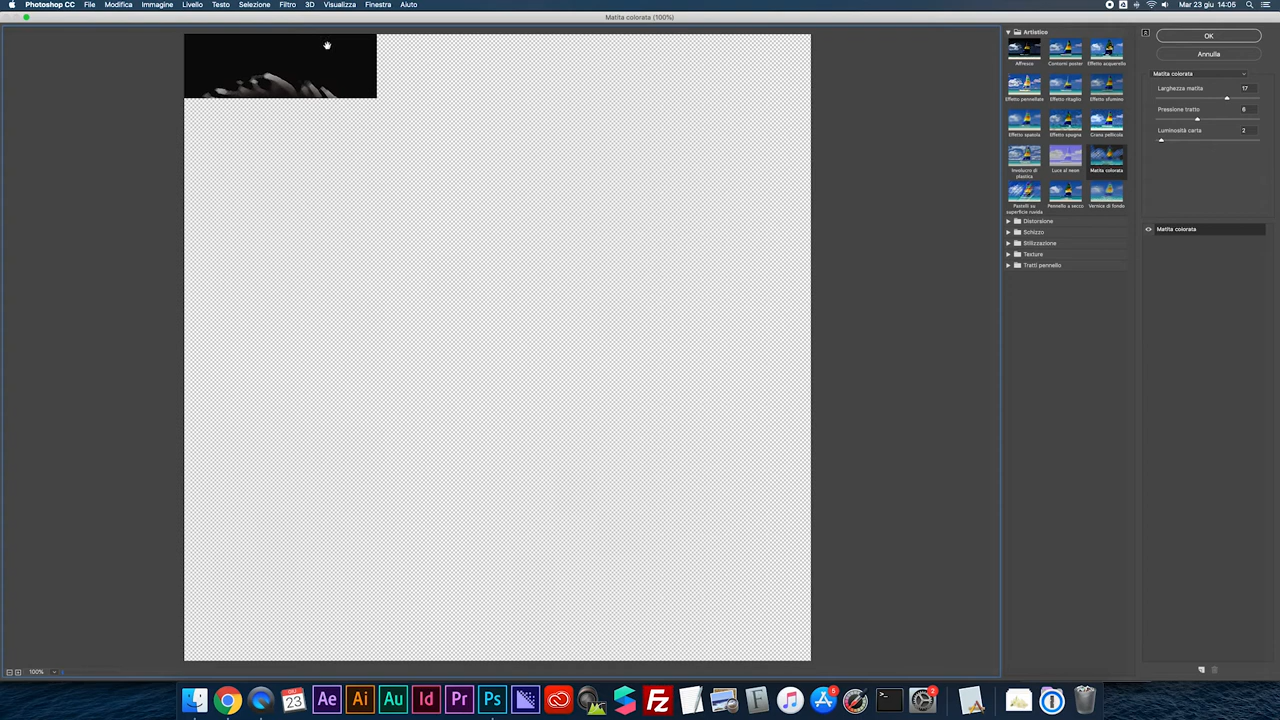 Photoshop CC File Modifica Immagine Livello Testo Selezione Filtro 3D Visualizza Finestra Aiuto Mar 23 giu 14:05
Matita colorata (100%)
Artistico
Affresco Contorni poster Effetto acquerello
Effetto pennellate Effetto ritaglio Effetto sfumino
Effetto spatola Effetto spugna Grana pellicola
Involucro di plastica Luce al neon Matita colorata
Pastelli su superficie ruvida Pennello a secco Vernice di fondo
Distorsione
Schizzo
Stilizzazione
Texture
Tratti pennello
OK
Annulla
Matita colorata
Larghezza matita 17
Pressione tratto 8
Luminosità carta 2
Matita colorata
100%
23 Ae Ai Au Id Pr Ps Fz 5 2